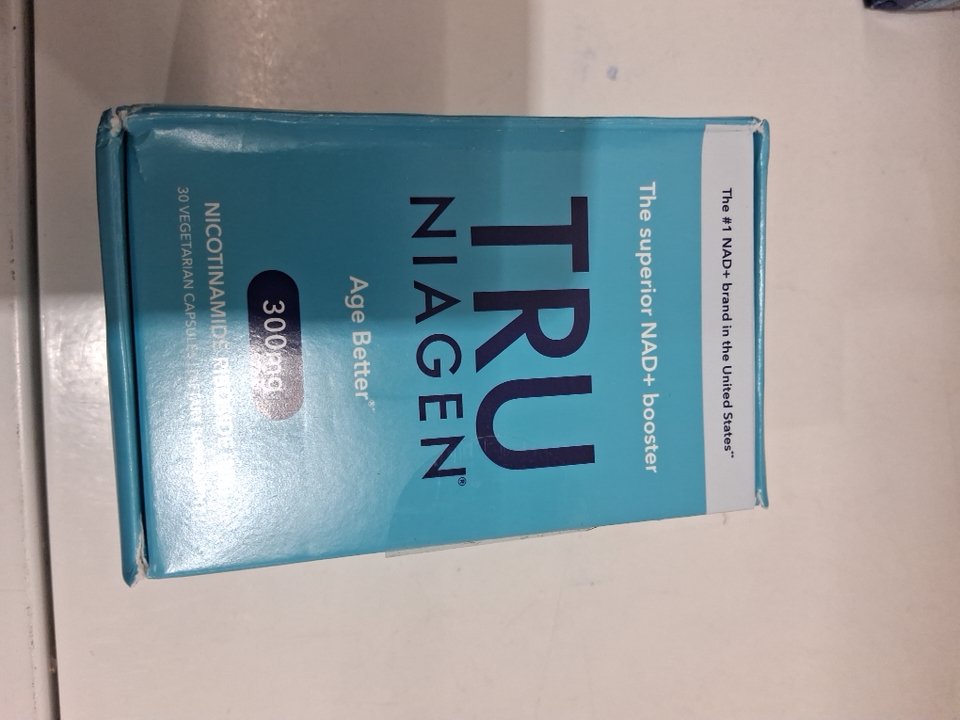 The #1 NAD+ brand in the United States**
The superior NAD+ booster
TRU
NIAGEN®
Age Better*
300mg
NICOTINAMIDE
30 VEGETARIAN CAPSULES